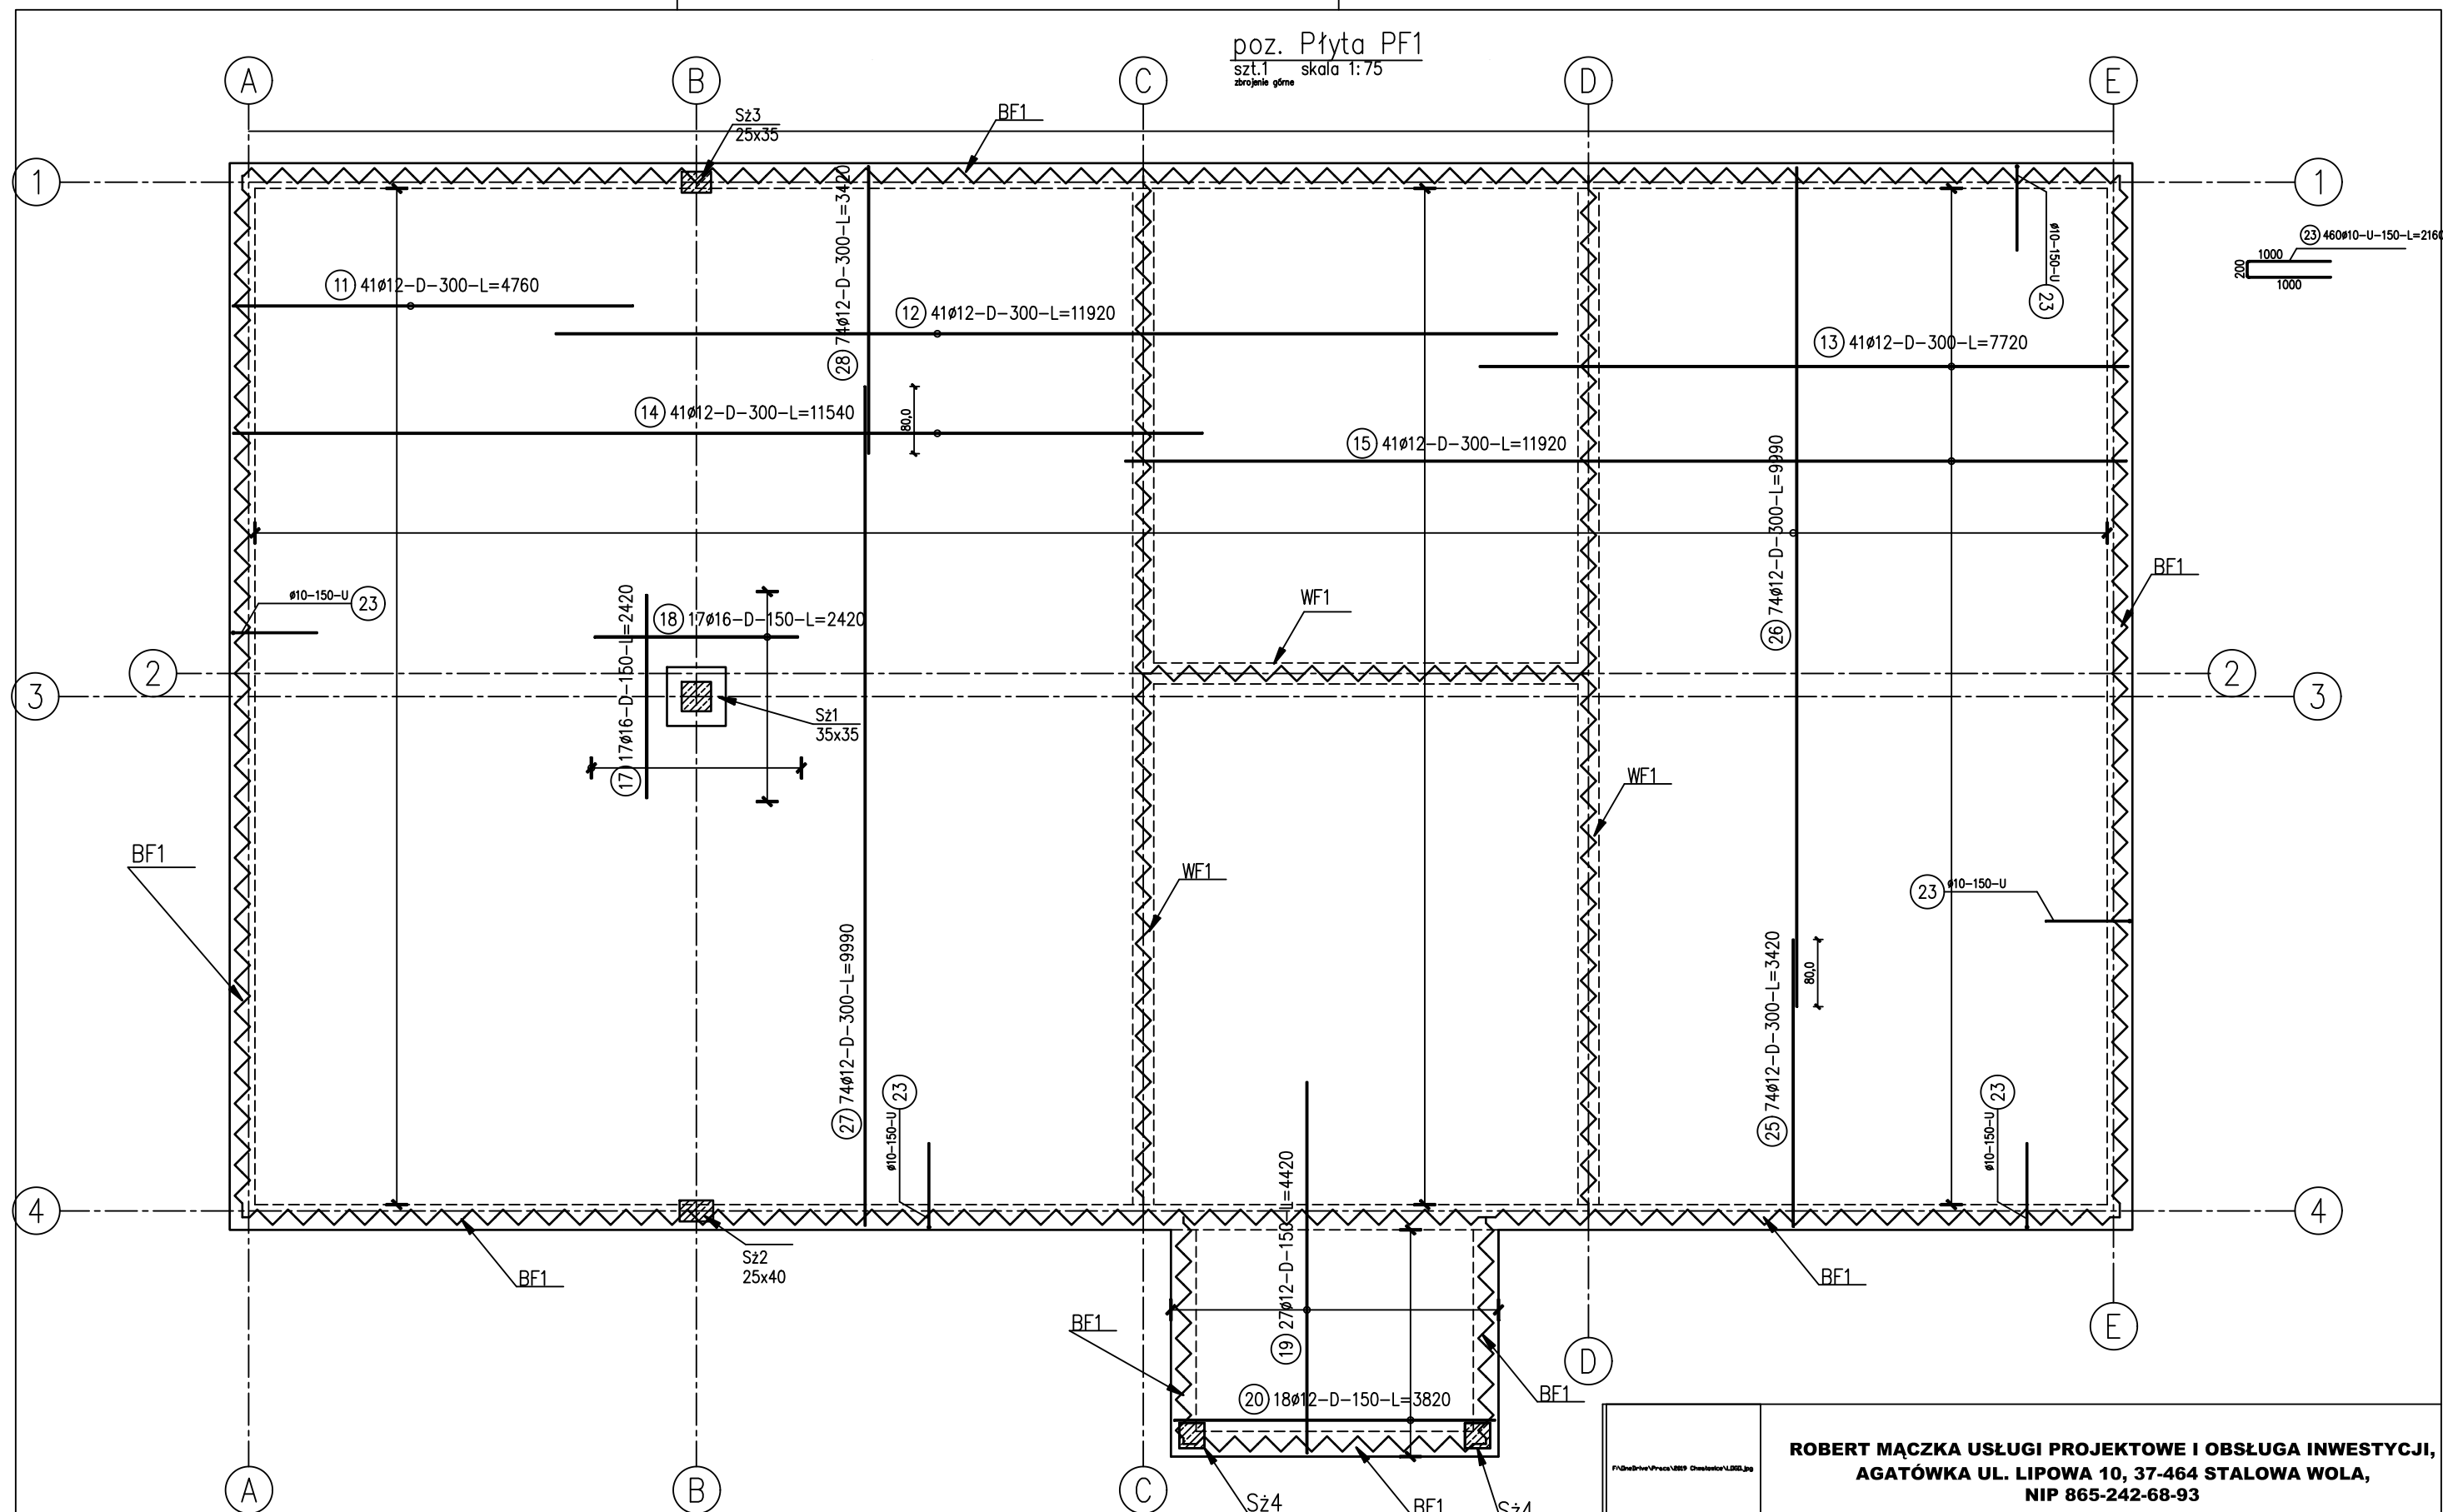 poz. Płyta PF1
szt.1 skala 1:75
zbrojenie górne
A
B
C
D
E
Sż3
25x35
BF1
1
1
23 460ø10-U-150-L=2160
1000
200
1000
ø10-150-U
23
11 41ø12-D-300-L=4760
28 74ø12-D-300-L=3420
12 41ø12-D-300-L=11920
13 41ø12-D-300-L=7720
14 41ø12-D-300-L=11540
80,0
15 41ø12-D-300-L=11920
26 74ø12-D-300-L=9990
BF1
ø10-150-U 23
17 17ø16-D-150-L=2420
18 17ø16-D-150-L=2420
WF1
2
2
3
3
Sż1
35x35
WF1
BF1
WF1
23 ø10-150-U
27 74ø12-D-300-L=9990
25 74ø12-D-300-L=3420
80,0
23
ø10-150-U
23
ø10-150-U
19 27ø12-D-150-L=4420
4
4
Sż2
25x40
BF1
BF1
BF1
E
D
20 18ø12-D-150-L=3820
BF1
A
B
C
Sż4
BF1
Sż4
ROBERT MĄCZKA USŁUGI PROJEKTOWE I OBSŁUGA INWESTYCJI,
AGATÓWKA UL. LIPOWA 10, 37-464 STALOWA WOLA,
NIP 865-242-68-93